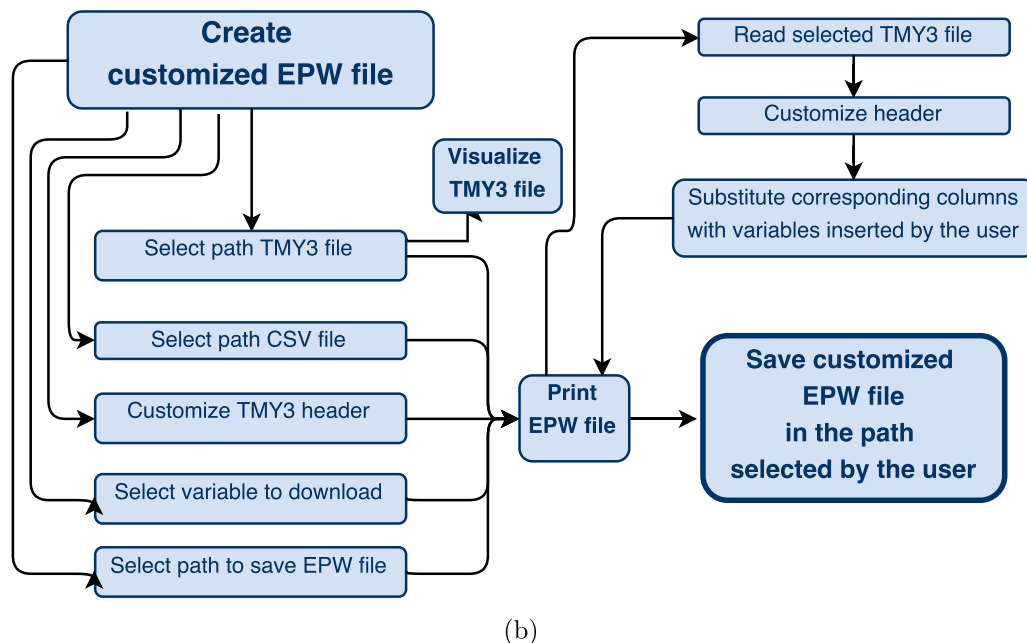 Create
customized EPW file
Visualize
TMY3 file
Select path TMY3 file
Select path CSV file
Customize TMY3 header
Select variable to download
Select path to save EPW file
Print
EPW file
Read selected TMY3 file
Customize header
Substitute corresponding columns
with variables inserted by the user
Save customized
EPW file
in the path
selected by the user
(b)